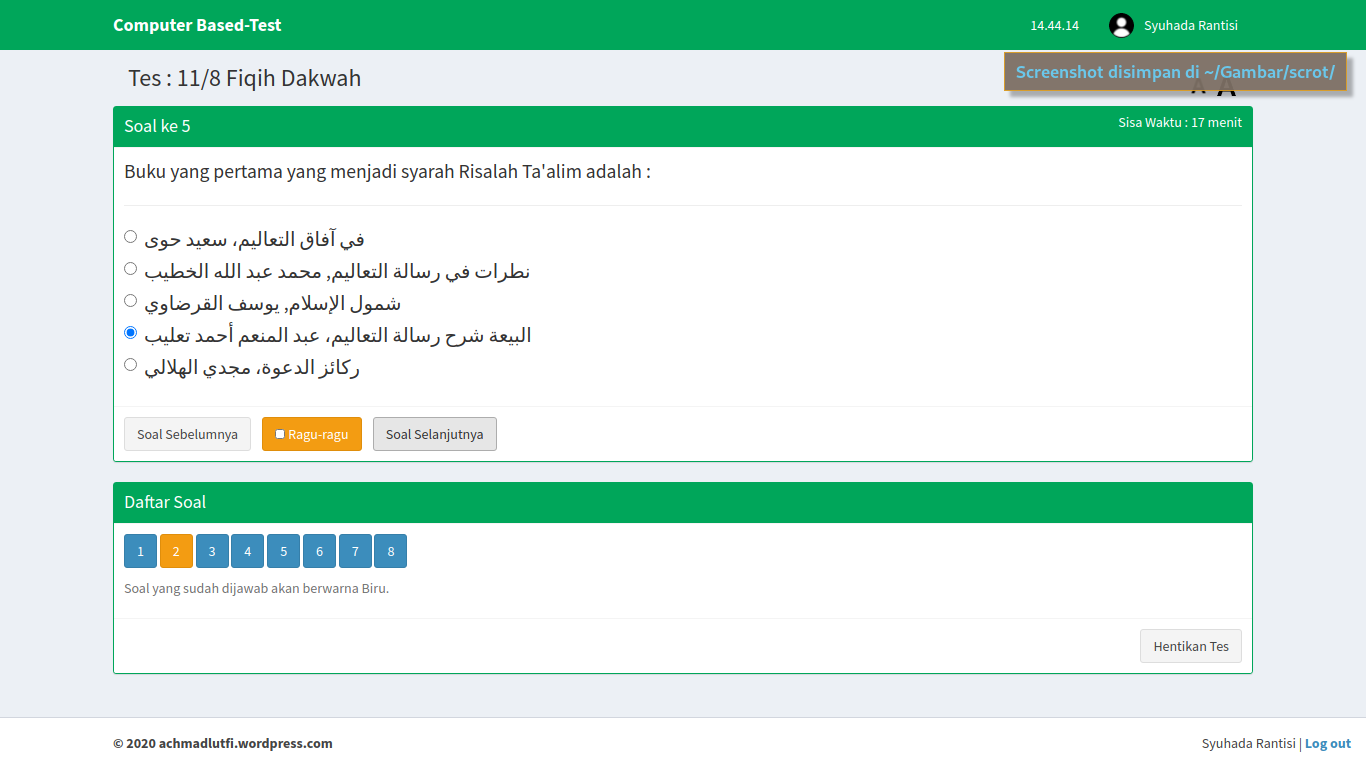 Computer Based-Test
14.44.14
Syuhada Rantisi
Tes : 11/8 Fiqih Dakwah
Screenshot disimpan di ~/Gambar/scrot/
A A
Soal ke 5
Sisa Waktu : 17 menit
Buku yang pertama yang menjadi syarah Risalah Ta'alim adalah :
في آفاق التعاليم، سعيد حوى
نطرات في رسالة التعاليم, محمد عبد الله الخطيب
شمول الإسلام, يوسف القرضاوي
البيعة شرح رسالة التعاليم، عبد المنعم أحمد تعليب
ركائز الدعوة، مجدي الهلالي
Soal Sebelumnya
Ragu-ragu
Soal Selanjutnya
Daftar Soal
1 2 3 4 5 6 7 8
Soal yang sudah dijawab akan berwarna Biru.
Hentikan Tes
© 2020 achmadlutfi.wordpress.com
Syuhada Rantisi | Log out